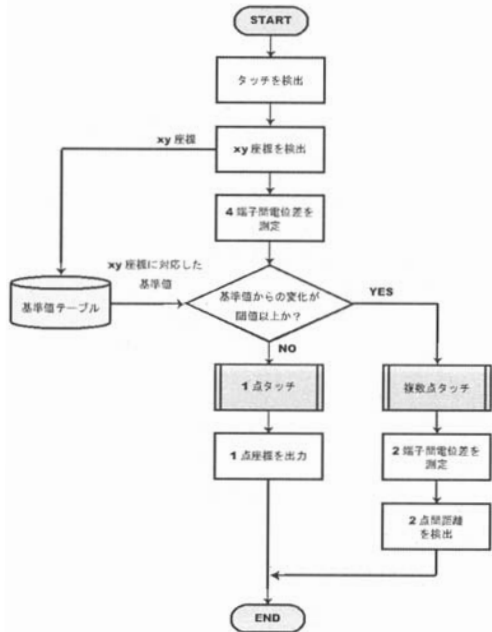 START
タッチを検出
xy 座標
xy 座標を検出
4 端子間電位差を
測定
xy 座標に対応した
基準値
基準値テーブル
基準値からの変化が
閾値以上か？
YES
NO
1 点タッチ
複数点タッチ
1 点座標を出力
2 端子間電位差を
測定
2 点間距離
を検出
END